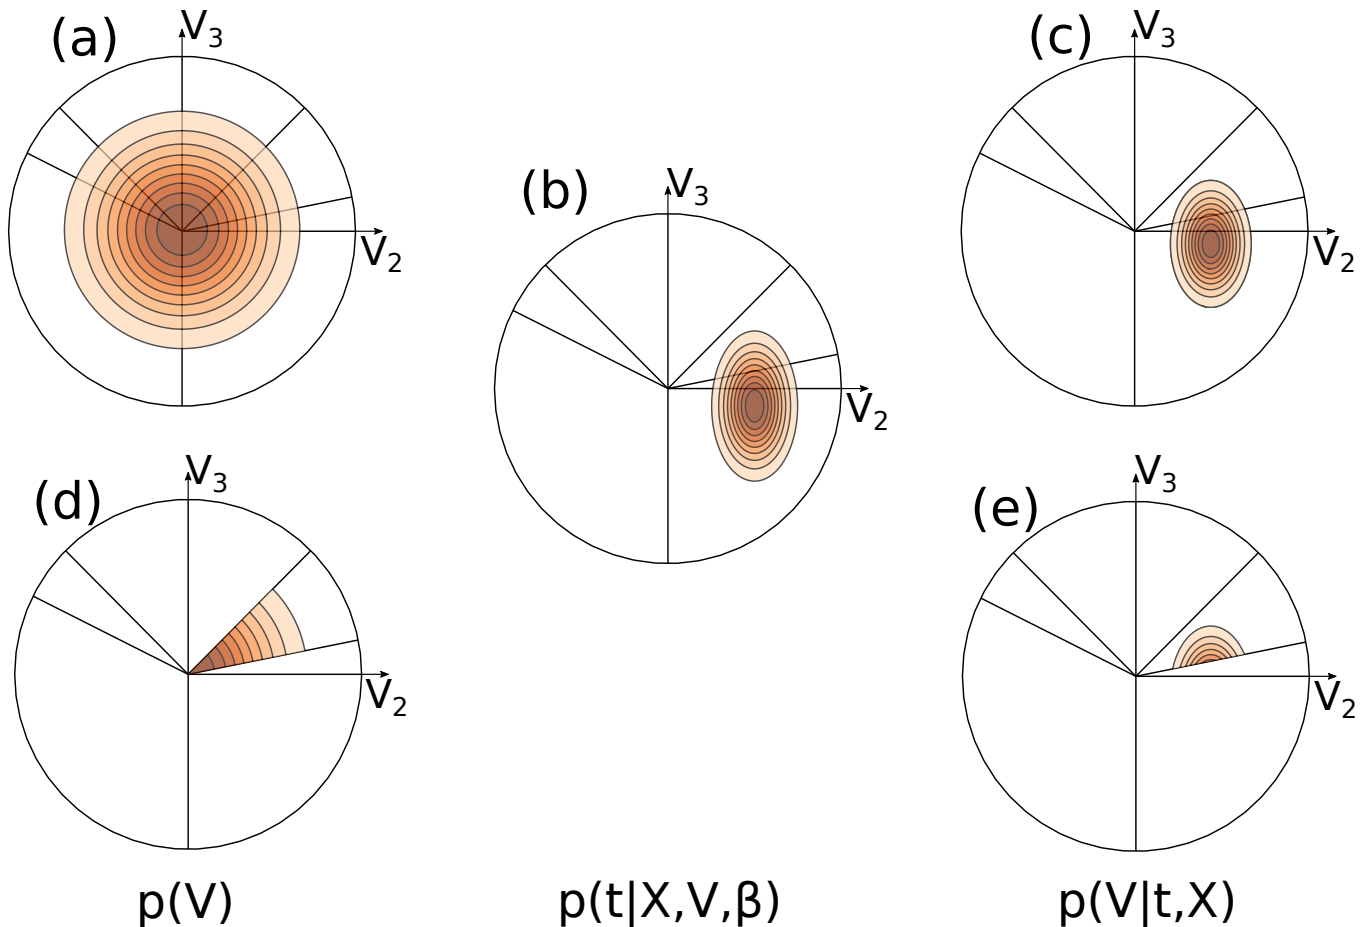 (a)
V3
V2
(b)
V3
V2
(c)
V3
V2
(d)
V3
V2
(e)
V3
V2
p(V)
p(t|X,V,β)
p(V|t,X)